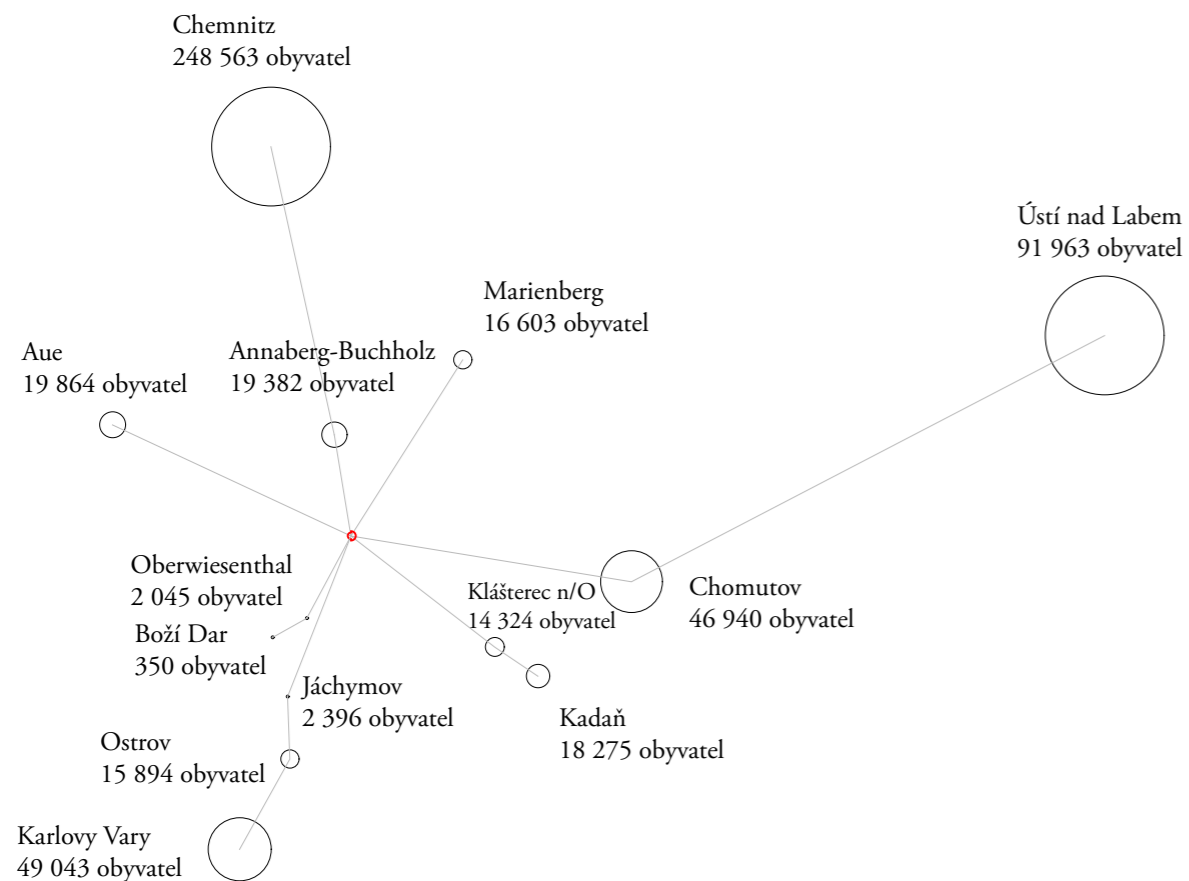 Chemnitz
248 563 obyvatel
Ústí nad Labem
91 963 obyvatel
Marienberg
16 603 obyvatel
Aue
19 864 obyvatel
Annaberg-Buchholz
19 382 obyvatel
Oberwiesenthal
2 045 obyvatel
Boží Dar
350 obyvatel
Klášterec n/O
14 324 obyvatel
Chomutov
46 940 obyvatel
Jáchymov
2 396 obyvatel
Kadaň
18 275 obyvatel
Ostrov
15 894 obyvatel
Karlovy Vary
49 043 obyvatel